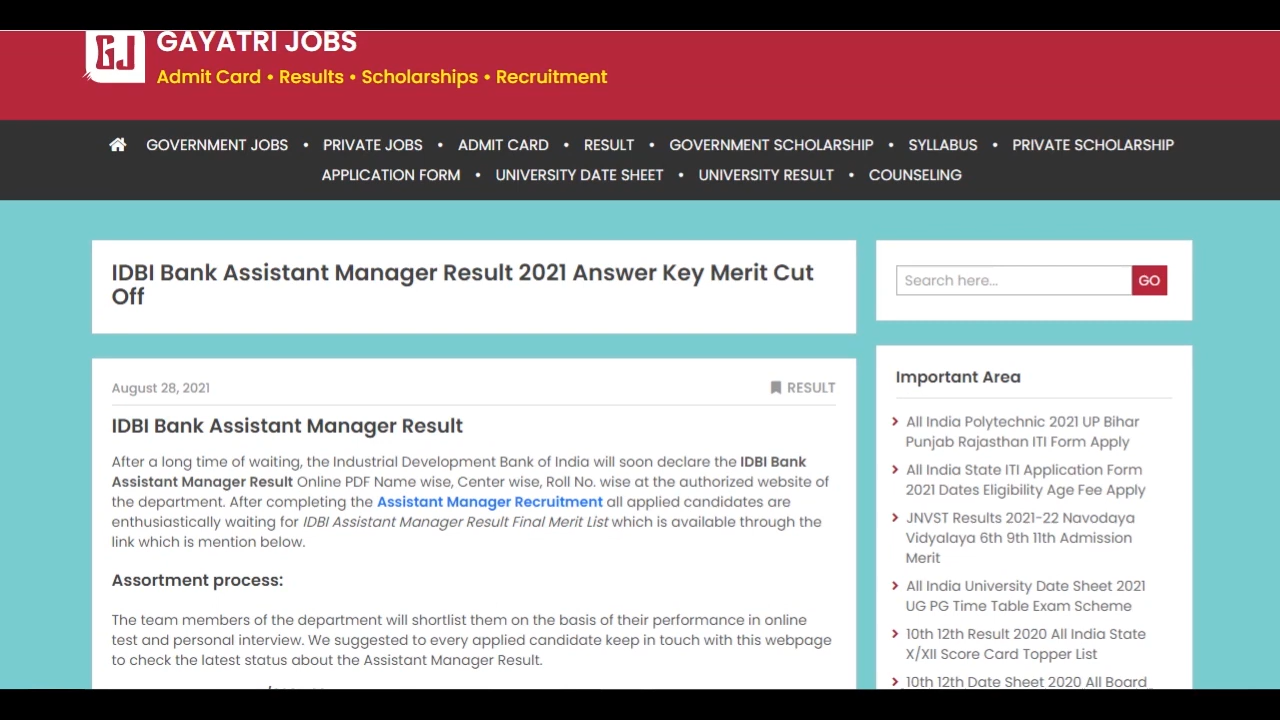 GJ
GAYATRI JOBS
Admit Card • Results • Scholarships • Recruitment
GOVERNMENT JOBS • PRIVATE JOBS • ADMIT CARD • RESULT • GOVERNMENT SCHOLARSHIP • SYLLABUS • PRIVATE SCHOLARSHIP
APPLICATION FORM • UNIVERSITY DATE SHEET • UNIVERSITY RESULT • COUNSELING
IDBI Bank Assistant Manager Result 2021 Answer Key Merit Cut
Off
August 28, 2021
RESULT
IDBI Bank Assistant Manager Result
After a long time of waiting, the Industrial Development Bank of India will soon declare the IDBI Bank
Assistant Manager Result Online PDF Name wise, Center wise, Roll No. wise at the authorized website of
the department. After completing the Assistant Manager Recruitment all applied candidates are
enthusiastically waiting for IDBI Assistant Manager Result Final Merit List which is available through the
link which is mention below.
Assortment process:
The team members of the department will shortlist them on the basis of their performance in online
test and personal interview. We suggested to every applied candidate keep in touch with this webpage
to check the latest status about the Assistant Manager Result.
Search here...
GO
Important Area
All India Polytechnic 2021 UP Bihar
Punjab Rajasthan ITI Form Apply
All India State ITI Application Form
2021 Dates Eligibility Age Fee Apply
JNVST Results 2021-22 Navodaya
Vidyalaya 6th 9th 11th Admission
Merit
All India University Date Sheet 2021
UG PG Time Table Exam Scheme
10th 12th Result 2020 All India State
X/XII Score Card Topper List
10th 12th Date Sheet 2020 All Board